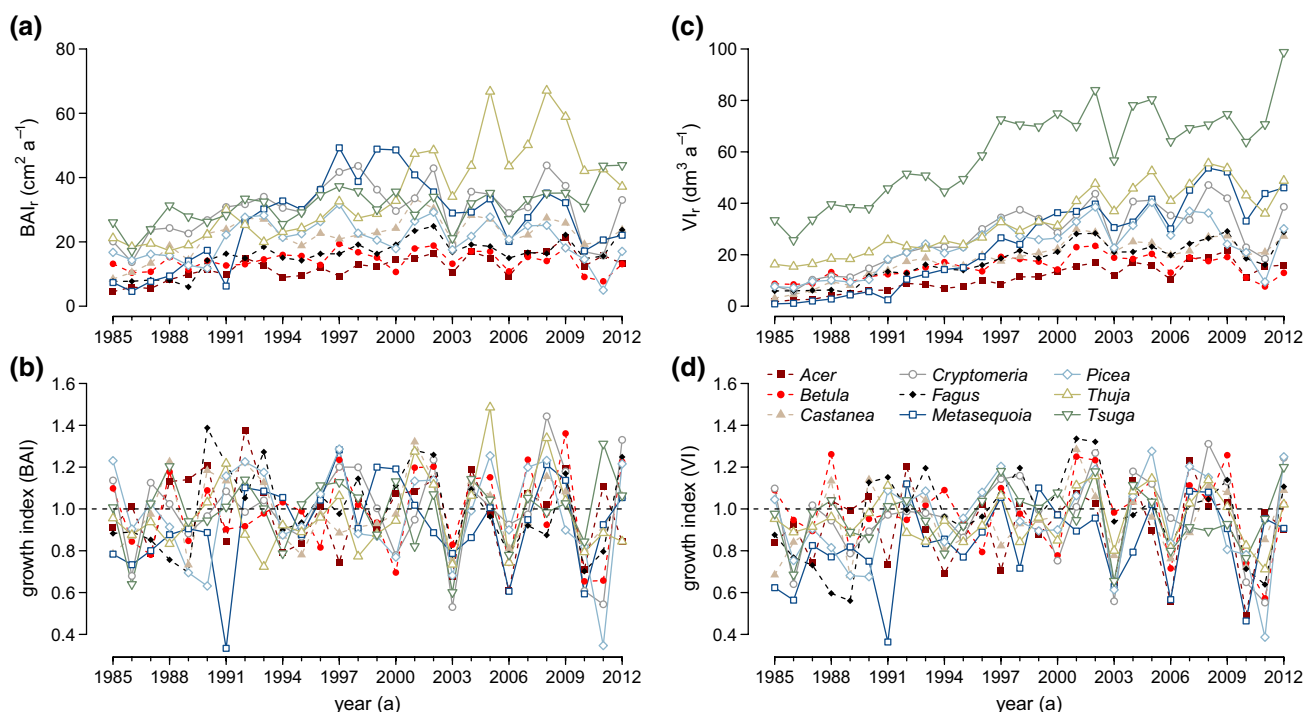 (a)
BAIr (cm² a⁻¹)
80
60
40
20
0
1985 1988 1991 1994 1997 2000 2003 2006 2009 2012
(b)
growth index (BAI)
1.6
1.4
1.2
1.0
0.8
0.6
0.4
1985 1988 1991 1994 1997 2000 2003 2006 2009 2012
year (a)
(c)
VIr (dm³ a⁻¹)
100
80
60
40
20
0
1985 1988 1991 1994 1997 2000 2003 2006 2009 2012
(d)
Acer
Betula
Castanea
Cryptomeria
Fagus
Metasequoia
Picea
Thuja
Tsuga
growth index (VI)
1.6
1.4
1.2
1.0
0.8
0.6
0.4
1985 1988 1991 1994 1997 2000 2003 2006 2009 2012
year (a)